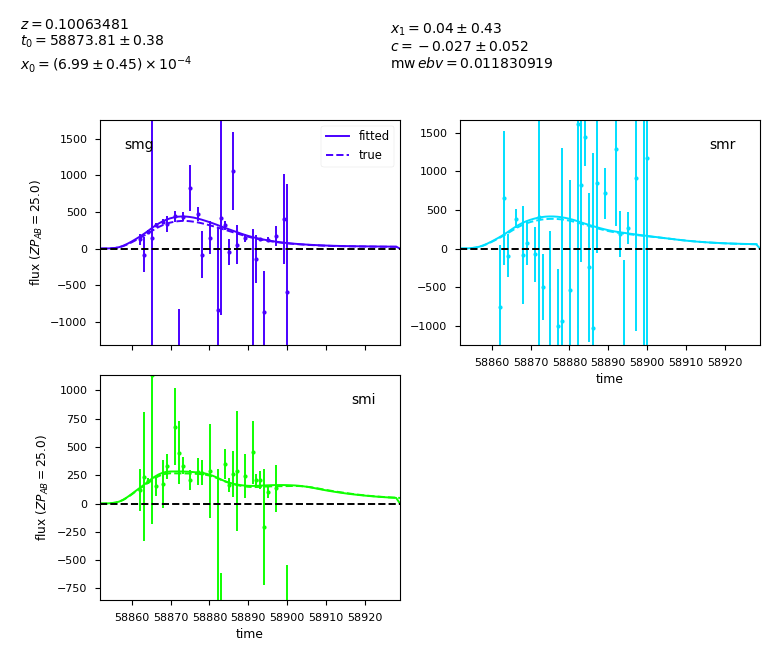 z = 0.10063481
t₀ = 58873.81 ± 0.38
x₀ = (6.99 ± 0.45) × 10⁻⁴
x₁ = 0.04 ± 0.43
c = −0.027 ± 0.052
mw ebv = 0.011830919
smg
fitted
true
1500
1000
500
0
−500
−1000
flux (ZP_AB = 25.0)
smr
1500
1000
500
0
−500
−1000
58860 58870 58880 58890 58900 58910 58920
time
smi
1000
750
500
250
0
−250
−500
−750
flux (ZP_AB = 25.0)
58860 58870 58880 58890 58900 58910 58920
time